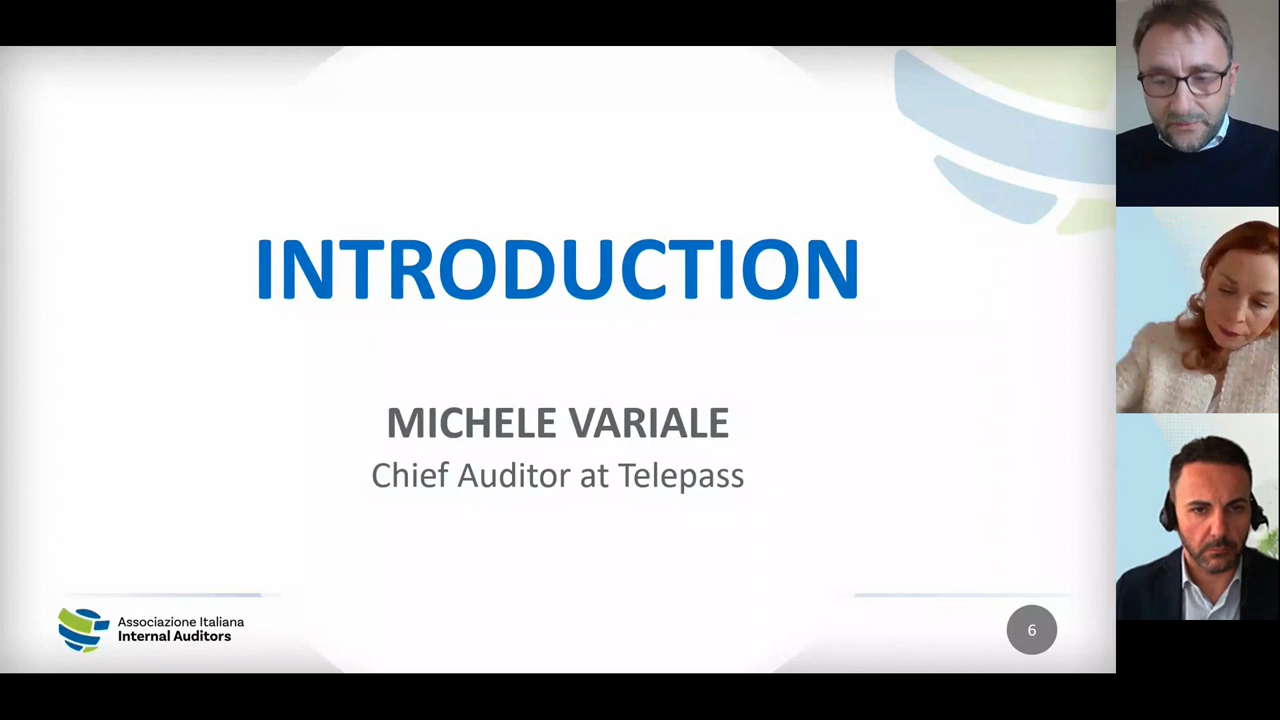 INTRODUCTION
MICHELE VARIALE
Chief Auditor at Telepass
Associazione Italiana
Internal Auditors
6